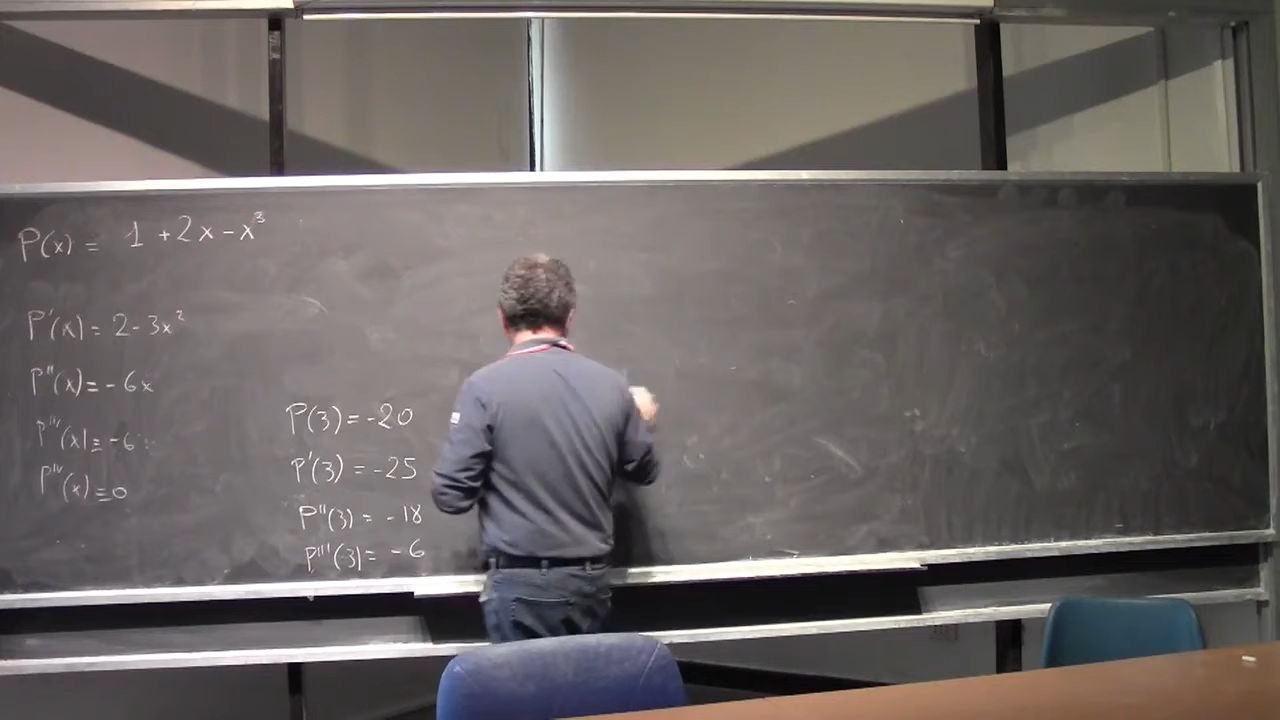 P(x) = 1 + 2x - x³
P'(x) = 2 - 3x²
P''(x) = - 6x
P'''(x) = -6
P''''(x) = 0
P(3) = -20
P'(3) = -25
P''(3) = - 18
P'''(3) = - 6